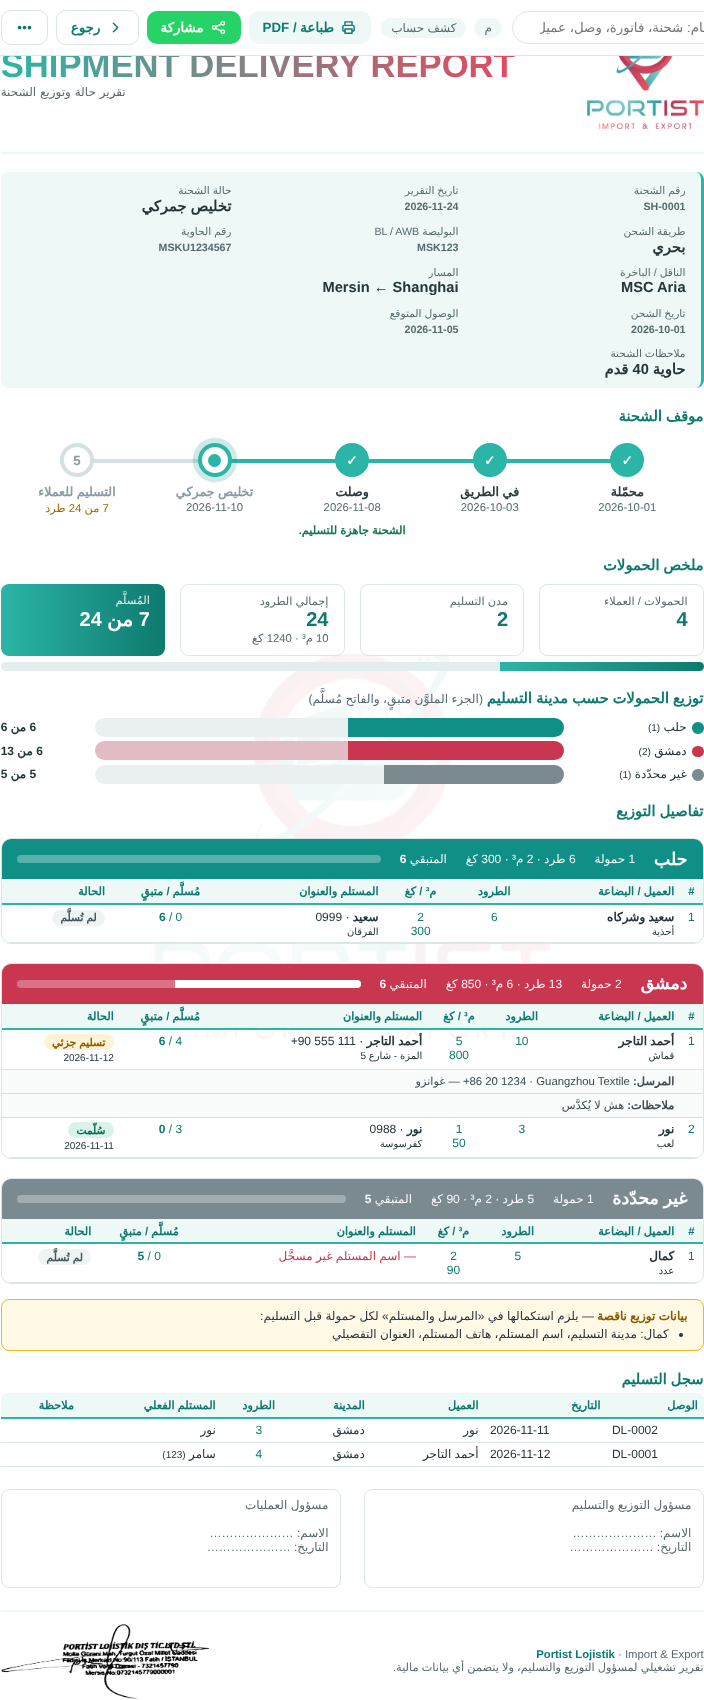 ام: شحنة، فاتورة، وصل، عميل
م
كشف حساب
طباعة / PDF
مشاركة
رجوع
•••
SHIPMENT DELIVERY REPORT
تقرير حالة وتوزيع الشحنة
PORTIST
IMPORT & EXPORT
رقم الشحنة
SH-0001
تاريخ التقرير
2026-11-24
حالة الشحنة
تخليص جمركي
طريقة الشحن
بحري
البوليصة BL / AWB
MSK123
رقم الحاوية
MSKU1234567
الناقل / الباخرة
MSC Aria
المسار
Mersin ← Shanghai
تاريخ الشحن
2026-10-01
الوصول المتوقع
2026-11-05
ملاحظات الشحنة
حاوية 40 قدم
موقف الشحنة
✓ ✓ ✓ 5
محمّلة
2026-10-01
في الطريق
2026-10-03
وصلت
2026-11-08
تخليص جمركي
2026-11-10
التسليم للعملاء
7 من 24 طرد
الشحنة جاهزة للتسليم.
ملخص الحمولات
الحمولات / العملاء
4
مدن التسليم
2
إجمالي الطرود
24
10 م³ · 1240 كغ
المُسلَّم
7 من 24
توزيع الحمولات حسب مدينة التسليم (الجزء الملوّن متبقٍ، والفاتح مُسلَّم)
حلب (1) 6 من 6
دمشق (2) 6 من 13
غير محدّدة (1) 5 من 5
تفاصيل التوزيع
حلب 1 حمولة 6 طرد · 2 م³ · 300 كغ المتبقي 6
# العميل / البضاعة الطرود م³ / كغ المستلم والعنوان مُسلَّم / متبقٍ الحالة
1 سعيد وشركاه 6 2 سعيد · 0999 0 / 6 لم تُسلَّم
أحذية 300 الفرقان
دمشق 2 حمولة 13 طرد · 6 م³ · 850 كغ المتبقي 6
# العميل / البضاعة الطرود م³ / كغ المستلم والعنوان مُسلَّم / متبقٍ الحالة
1 أحمد التاجر 10 5 أحمد التاجر · +90 555 111 4 / 6 تسليم جزئي
قماش 800 المزة - شارع 5 2026-11-12
المرسل: Guangzhou Textile · +86 20 1234 — غوانزو
ملاحظات: هش لا يُكدَّس
2 نور 3 1 نور · 0988 3 / 0 سُلّمت
لعب 50 كفرسوسة 2026-11-11
غير محدّدة 1 حمولة 5 طرد · 2 م³ · 90 كغ المتبقي 5
# العميل / البضاعة الطرود م³ / كغ المستلم والعنوان مُسلَّم / متبقٍ الحالة
1 كمال 5 2 — اسم المستلم غير مسجَّل 0 / 5 لم تُسلَّم
عدد 90
بيانات توزيع ناقصة — يلزم استكمالها في «المرسل والمستلم» لكل حمولة قبل التسليم:
• كمال: مدينة التسليم، اسم المستلم، هاتف المستلم، العنوان التفصيلي
سجل التسليم
الوصل التاريخ العميل المدينة الطرود المستلم الفعلي ملاحظة
DL-0002 2026-11-11 نور دمشق 3 نور
DL-0001 2026-11-12 أحمد التاجر دمشق 4 سامر (123)
مسؤول التوزيع والتسليم
الاسم: ...................
التاريخ: ...................
مسؤول العمليات
الاسم: ...................
التاريخ: ...................
Portist Lojistik · Import & Export
تقرير تشغيلي لمسؤول التوزيع والتسليم، ولا يتضمن أي بيانات مالية.
PORTIST LOJISTIK DIŞ TİC.LTD.ŞTİ.